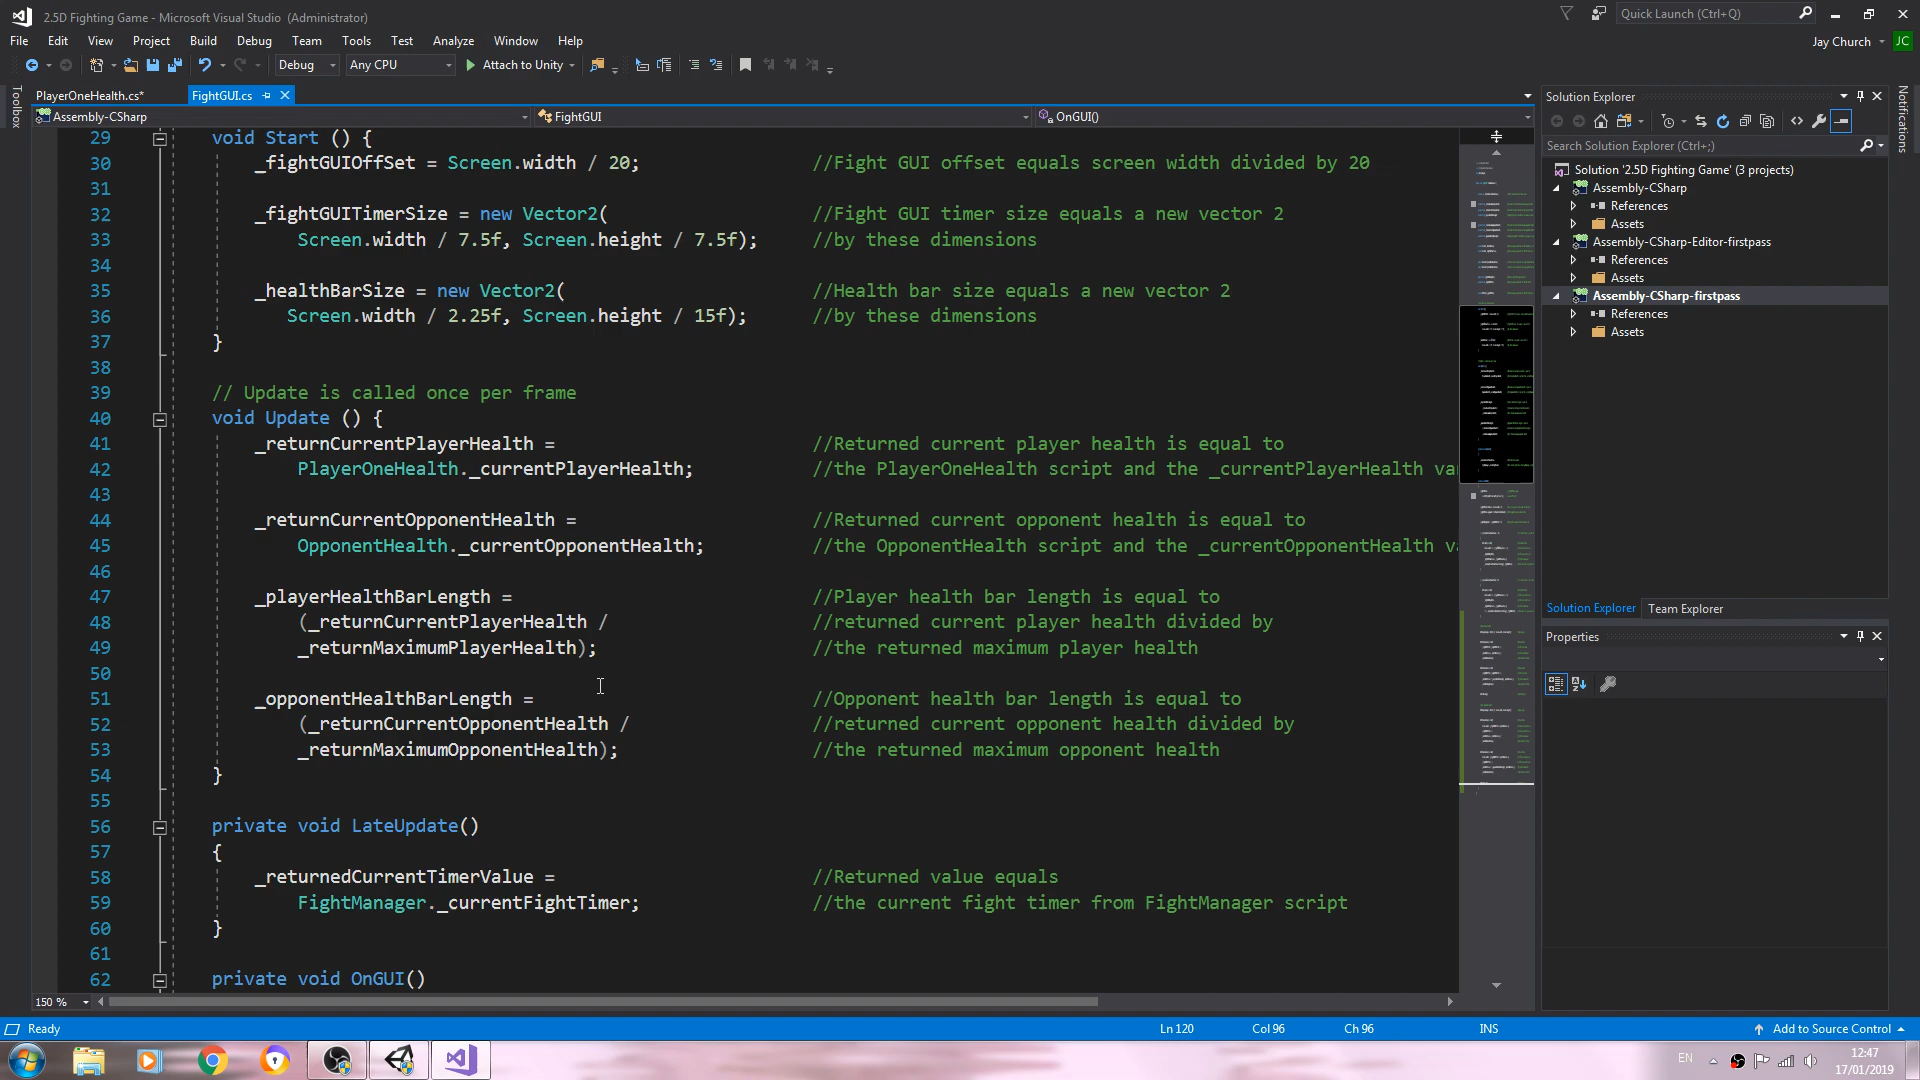 2.5D Fighting Game - Microsoft Visual Studio (Administrator)
Quick Launch (Ctrl+Q)
File Edit View Project Build Debug Team Tools Test Analyze Window Help
Jay Church JC
Debug Any CPU Attach to Unity
Toolbox
PlayerOneHealth.cs* FightGUI.cs
Assembly-CSharp FightGUI OnGUI()
29 void Start () {
30 _fightGUIOffSet = Screen.width / 20; //Fight GUI offset equals screen width divided by 20
31
32 _fightGUITimerSize = new Vector2( //Fight GUI timer size equals a new vector 2
33 Screen.width / 7.5f, Screen.height / 7.5f); //by these dimensions
34
35 _healthBarSize = new Vector2( //Health bar size equals a new vector 2
36 Screen.width / 2.25f, Screen.height / 15f); //by these dimensions
37 }
38
39 // Update is called once per frame
40 void Update () {
41 _returnCurrentPlayerHealth = //Returned current player health is equal to
42 PlayerOneHealth._currentPlayerHealth; //the PlayerOneHealth script and the _currentPlayerHealth va
43
44 _returnCurrentOpponentHealth = //Returned current opponent health is equal to
45 OpponentHealth._currentOpponentHealth; //the OpponentHealth script and the _currentOpponentHealth va
46
47 _playerHealthBarLength = //Player health bar length is equal to
48 (_returnCurrentPlayerHealth / //returned current player health divided by
49 _returnMaximumPlayerHealth); //the returned maximum player health
50
51 _opponentHealthBarLength = //Opponent health bar length is equal to
52 (_returnCurrentOpponentHealth / //returned current opponent health divided by
53 _returnMaximumOpponentHealth); //the returned maximum opponent health
54 }
55
56 private void LateUpdate()
57 {
58 _returnedCurrentTimerValue = //Returned value equals
59 FightManager._currentFightTimer; //the current fight timer from FightManager script
60 }
61
62 private void OnGUI()
150 %
Solution Explorer
Search Solution Explorer (Ctrl+;)
Solution '2.5D Fighting Game' (3 projects)
Assembly-CSharp
References
Assets
Assembly-CSharp-Editor-firstpass
References
Assets
Assembly-CSharp-firstpass
References
Assets
Solution Explorer Team Explorer
Properties
Notifications
Ready Ln 120 Col 96 Ch 96 INS Add to Source Control
EN 12:47
17/01/2019